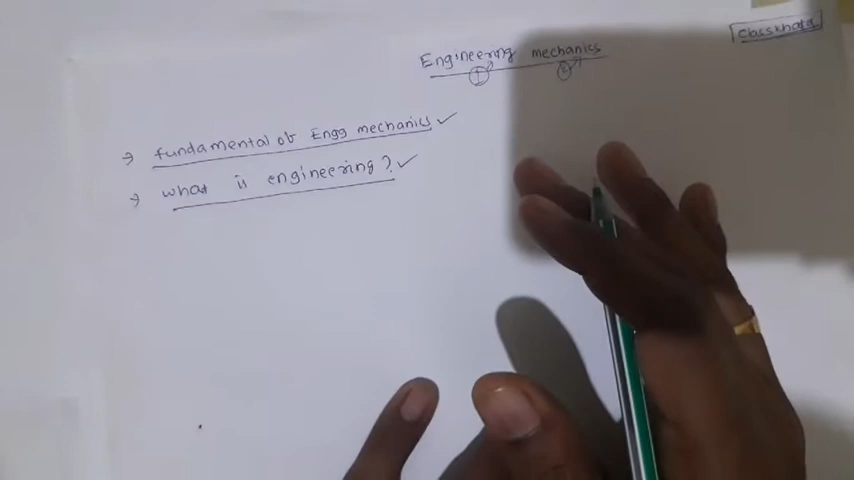 Engineering mechanics
1 2
classkhata
→ fundamental of Engg mechanics ✓
→ what is engineering? ✓